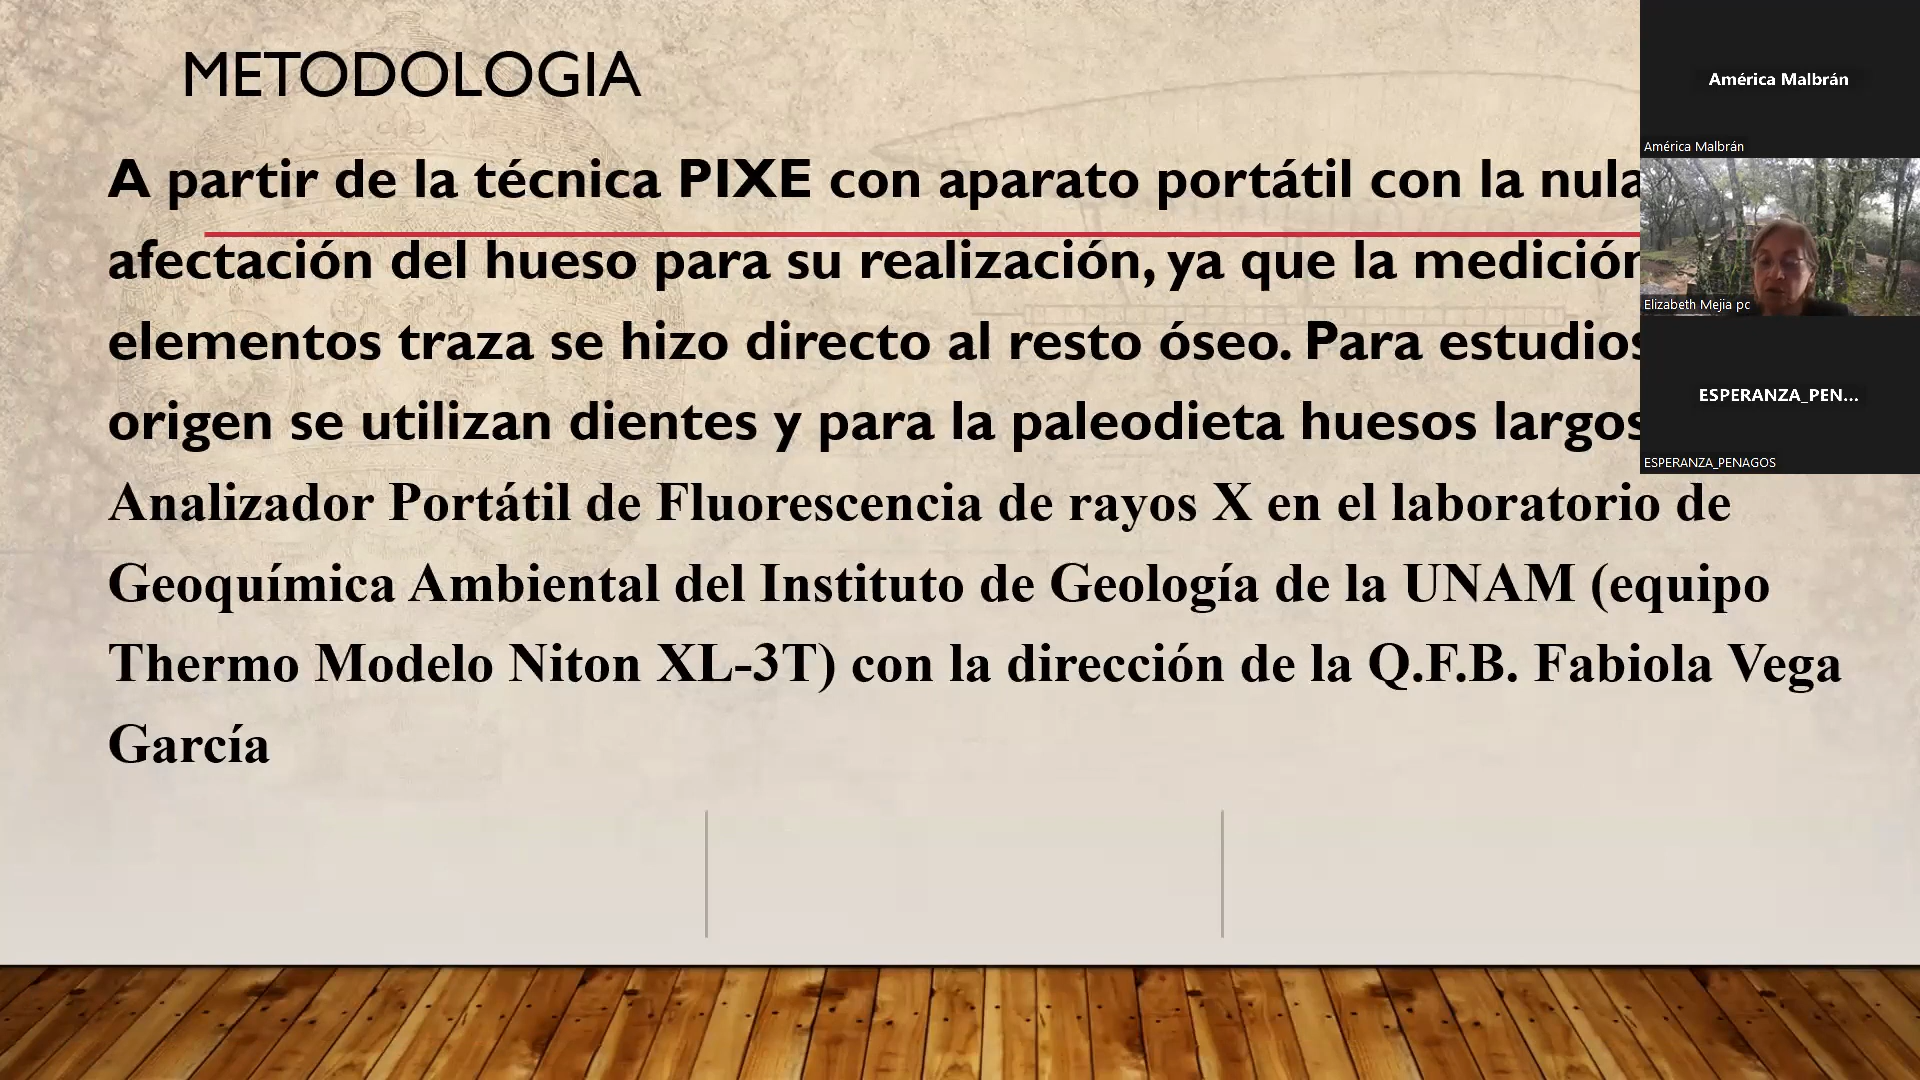 METODOLOGIA
A partir de la técnica PIXE con aparato portátil con la nula
afectación del hueso para su realización, ya que la medición
elementos traza se hizo directo al resto óseo. Para estudios
origen se utilizan dientes y para la paleodieta huesos largos
Analizador Portátil de Fluorescencia de rayos X en el laboratorio de
Geoquímica Ambiental del Instituto de Geología de la UNAM (equipo
Thermo Modelo Niton XL-3T) con la dirección de la Q.F.B. Fabiola Vega
García
América Malbrán
América Malbrán
Elizabeth Mejia pc
ESPERANZA_PEN...
ESPERANZA_PENAGOS